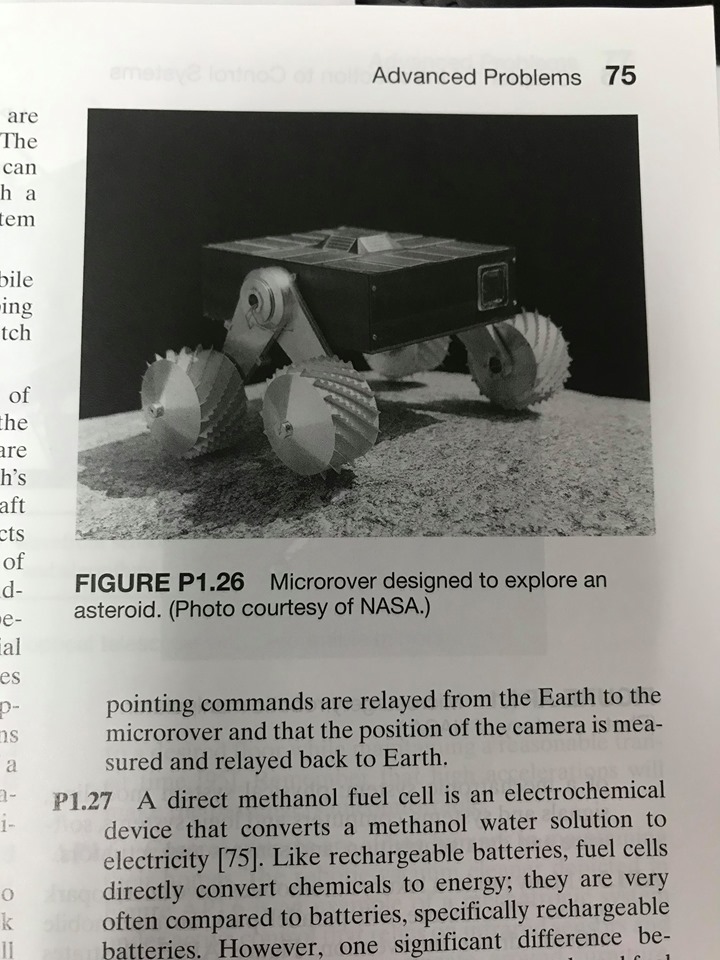 Advanced Problems 75
are
The
can
h a
tem
bile
ing
tch
of
the
are
h's
aft
cts
of
d-
e-
ial
es
p-
ns
a
a-
i-
o
k
ll
FIGURE P1.26 Microrover designed to explore an
asteroid. (Photo courtesy of NASA.)
pointing commands are relayed from the Earth to the
microrover and that the position of the camera is mea-
sured and relayed back to Earth.
P1.27 A direct methanol fuel cell is an electrochemical
device that converts a methanol water solution to
electricity [75]. Like rechargeable batteries, fuel cells
directly convert chemicals to energy; they are very
often compared to batteries, specifically rechargeable
batteries. However, one significant difference be-